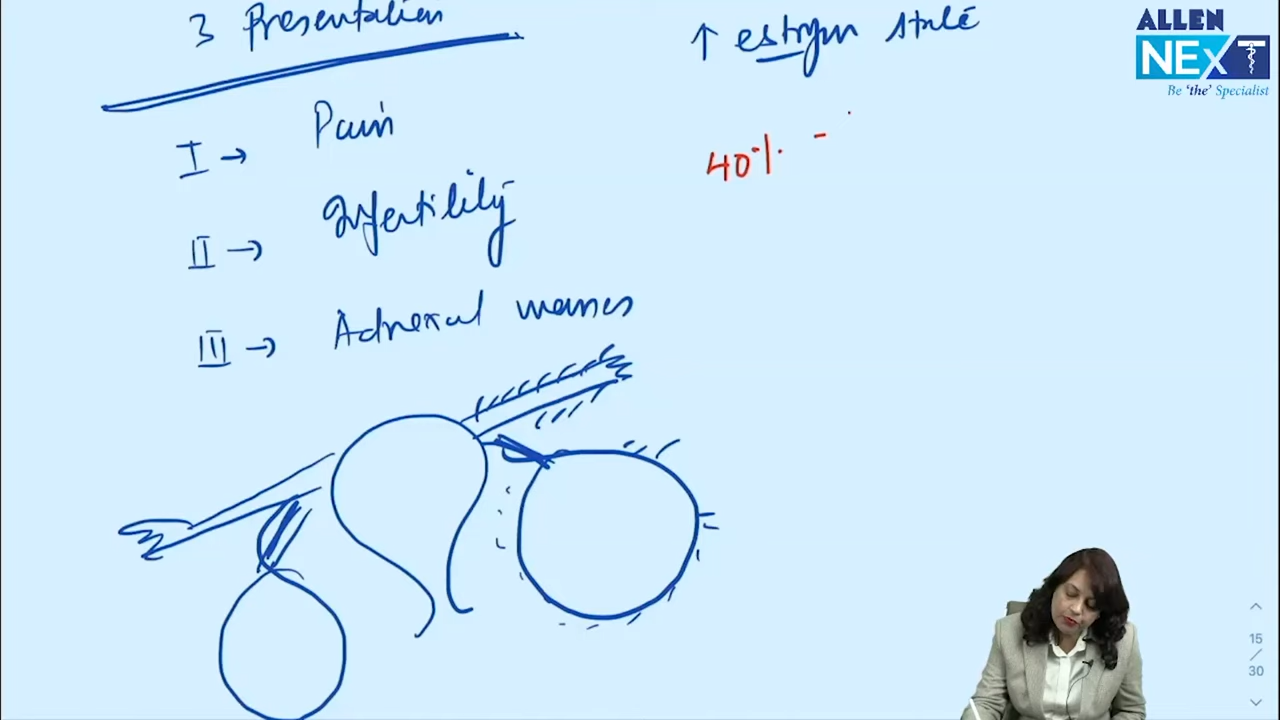 3 Presentation
↑ estrogen state
I → Pain
40% -
II → Infertility
III → Adnexal masses
ALLEN
NEXT
Be 'the' Specialist
15
/
30